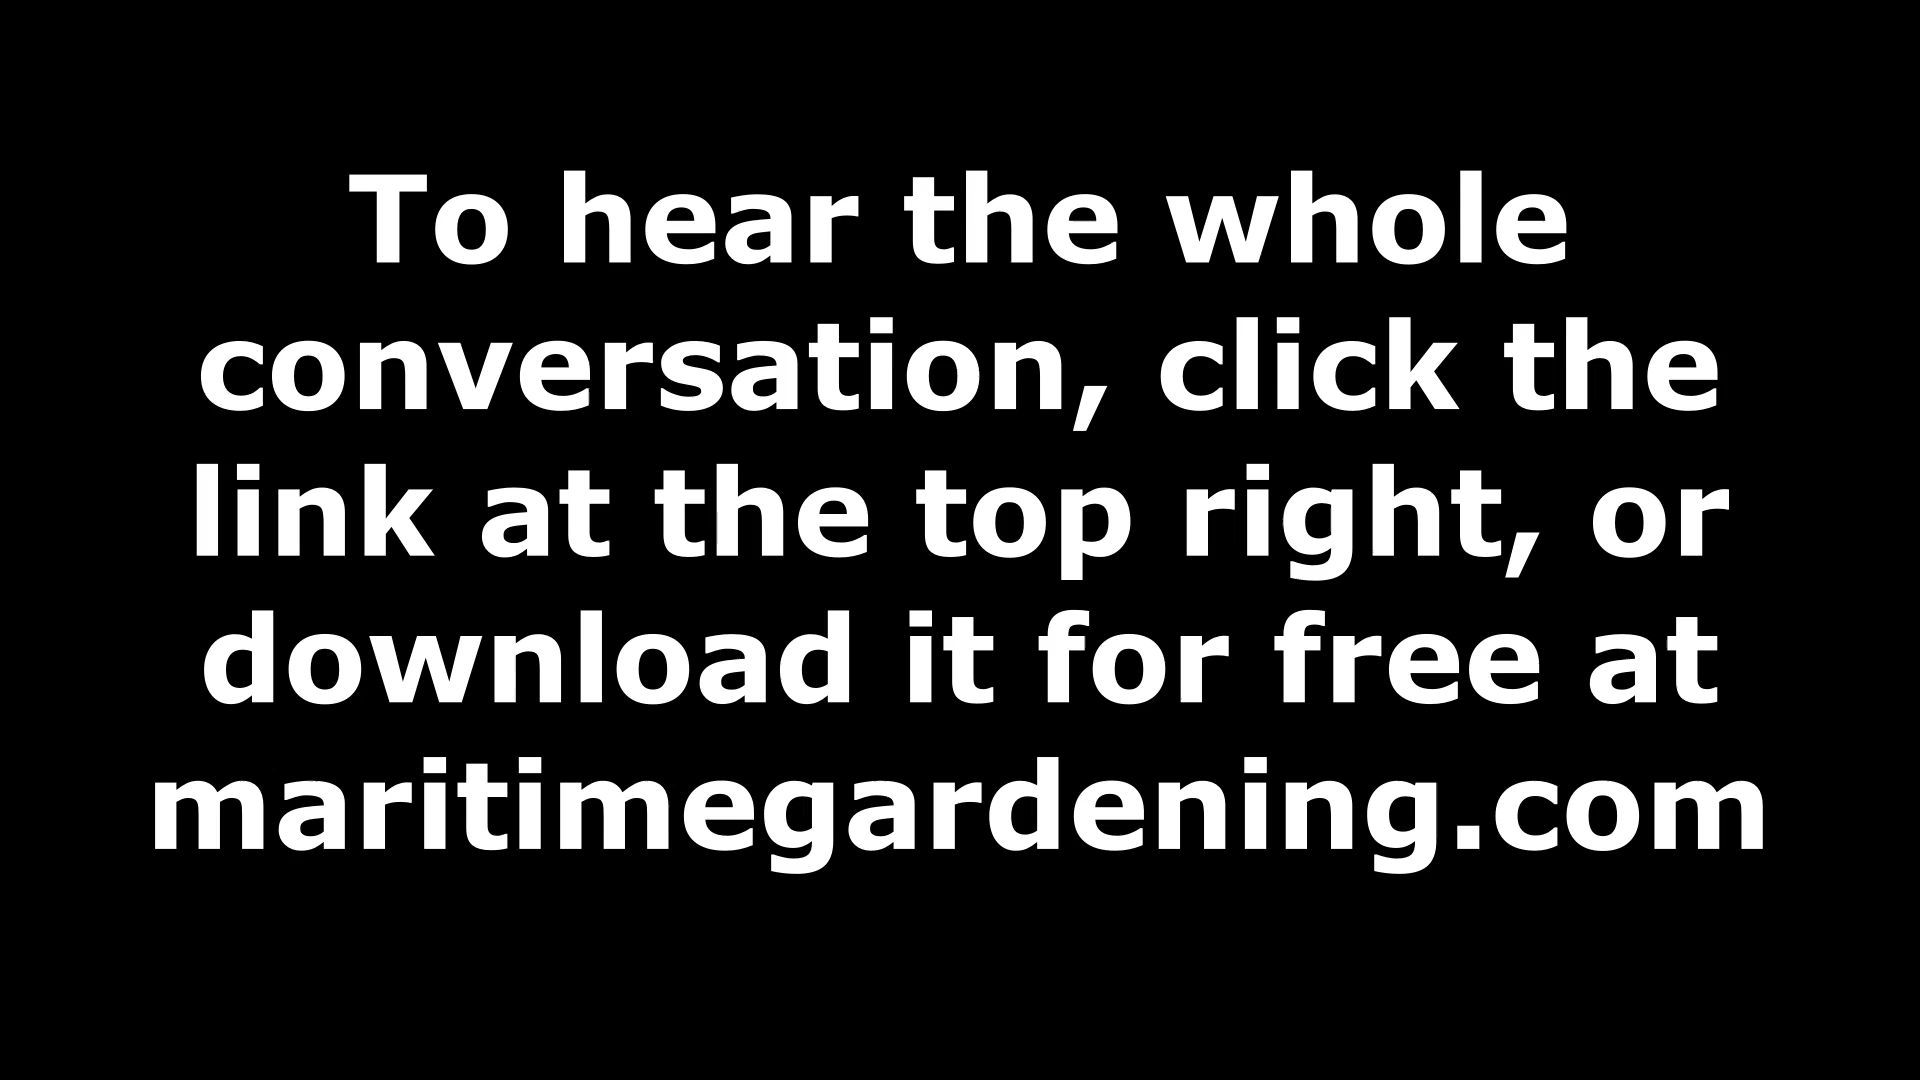 To hear the whole
conversation, click the
link at the top right, or
download it for free at
maritimegardening.com